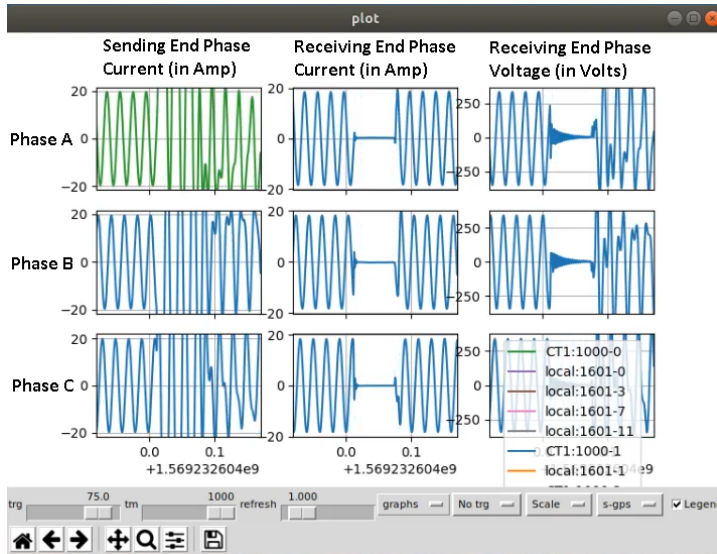 plot
Sending End Phase
Current (in Amp)
Receiving End Phase
Current (in Amp)
Receiving End Phase
Voltage (in Volts)
Phase A
20
0
−20
20
0
−20
250
0
−250
Phase B
20
0
−20
20
0
−20
250
0
−250
Phase C
20
0
−20
20
0
−20
250
0
−250
CT1:1000-0
local:1601-0
local:1601-3
local:1601-7
local:1601-11
CT1:1000-1
local:1601-1
0.0 0.1
+1.569232604e9
0.0 0.1
+1.569232604e9
e9
trg 75.0 tm 1000 refresh 1.000 graphs No trg Scale s-gps Legen